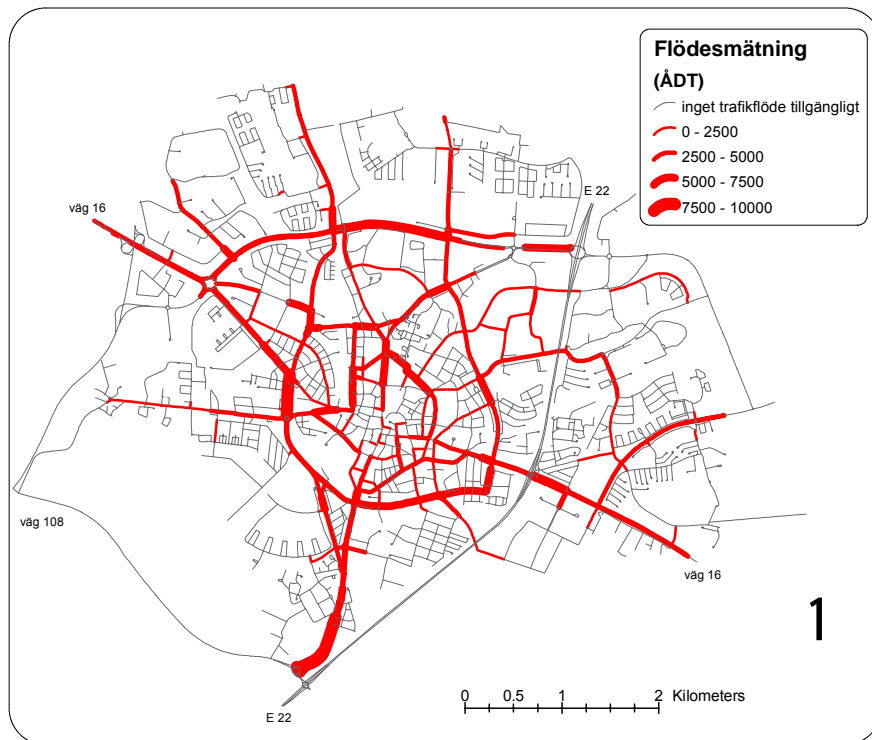 Flödesmätning
(ÅDT)
inget trafikflöde tillgängligt
0 - 2500
2500 - 5000
5000 - 7500
7500 - 10000
E 22
väg 16
väg 108
väg 16
1
0 0.5 1 2 Kilometers
E 22